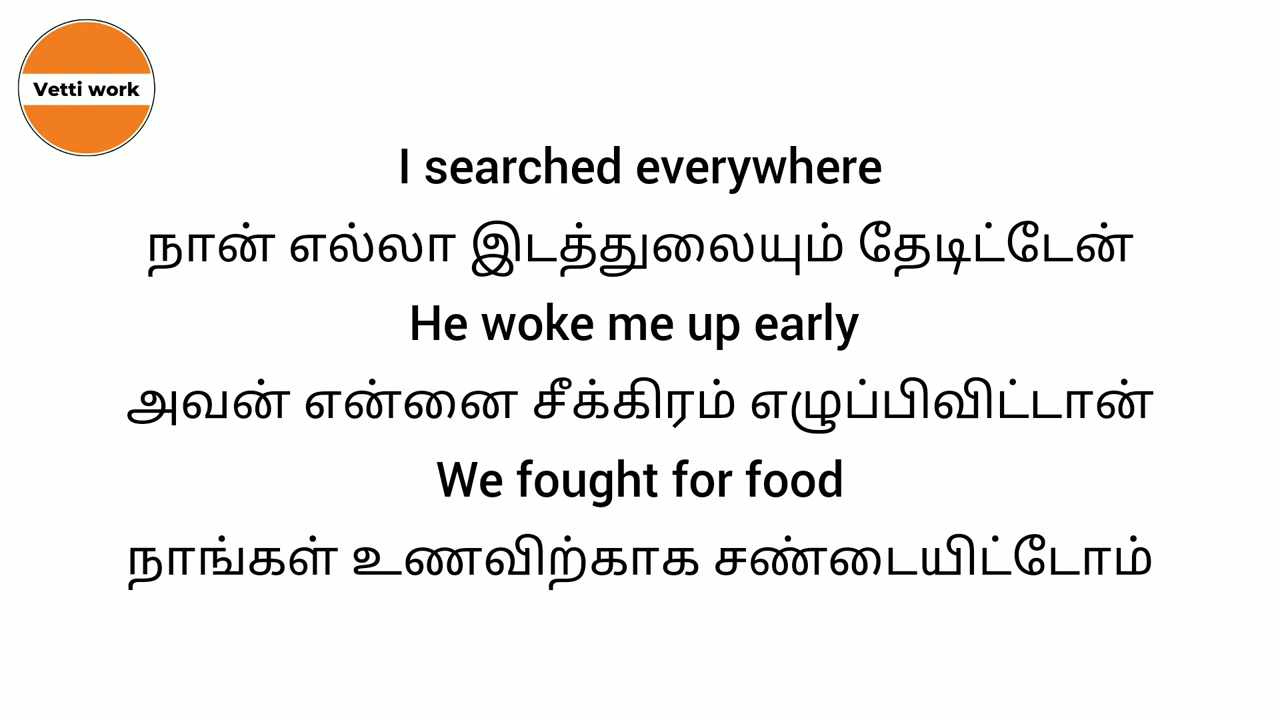 Vetti work
I searched everywhere
நான் எல்லா இடத்துலையும் தேடிட்டேன்
He woke me up early
அவன் என்னை சீக்கிரம் எழுப்பிவிட்டான்
We fought for food
நாங்கள் உணவிற்காக சண்டையிட்டோம்